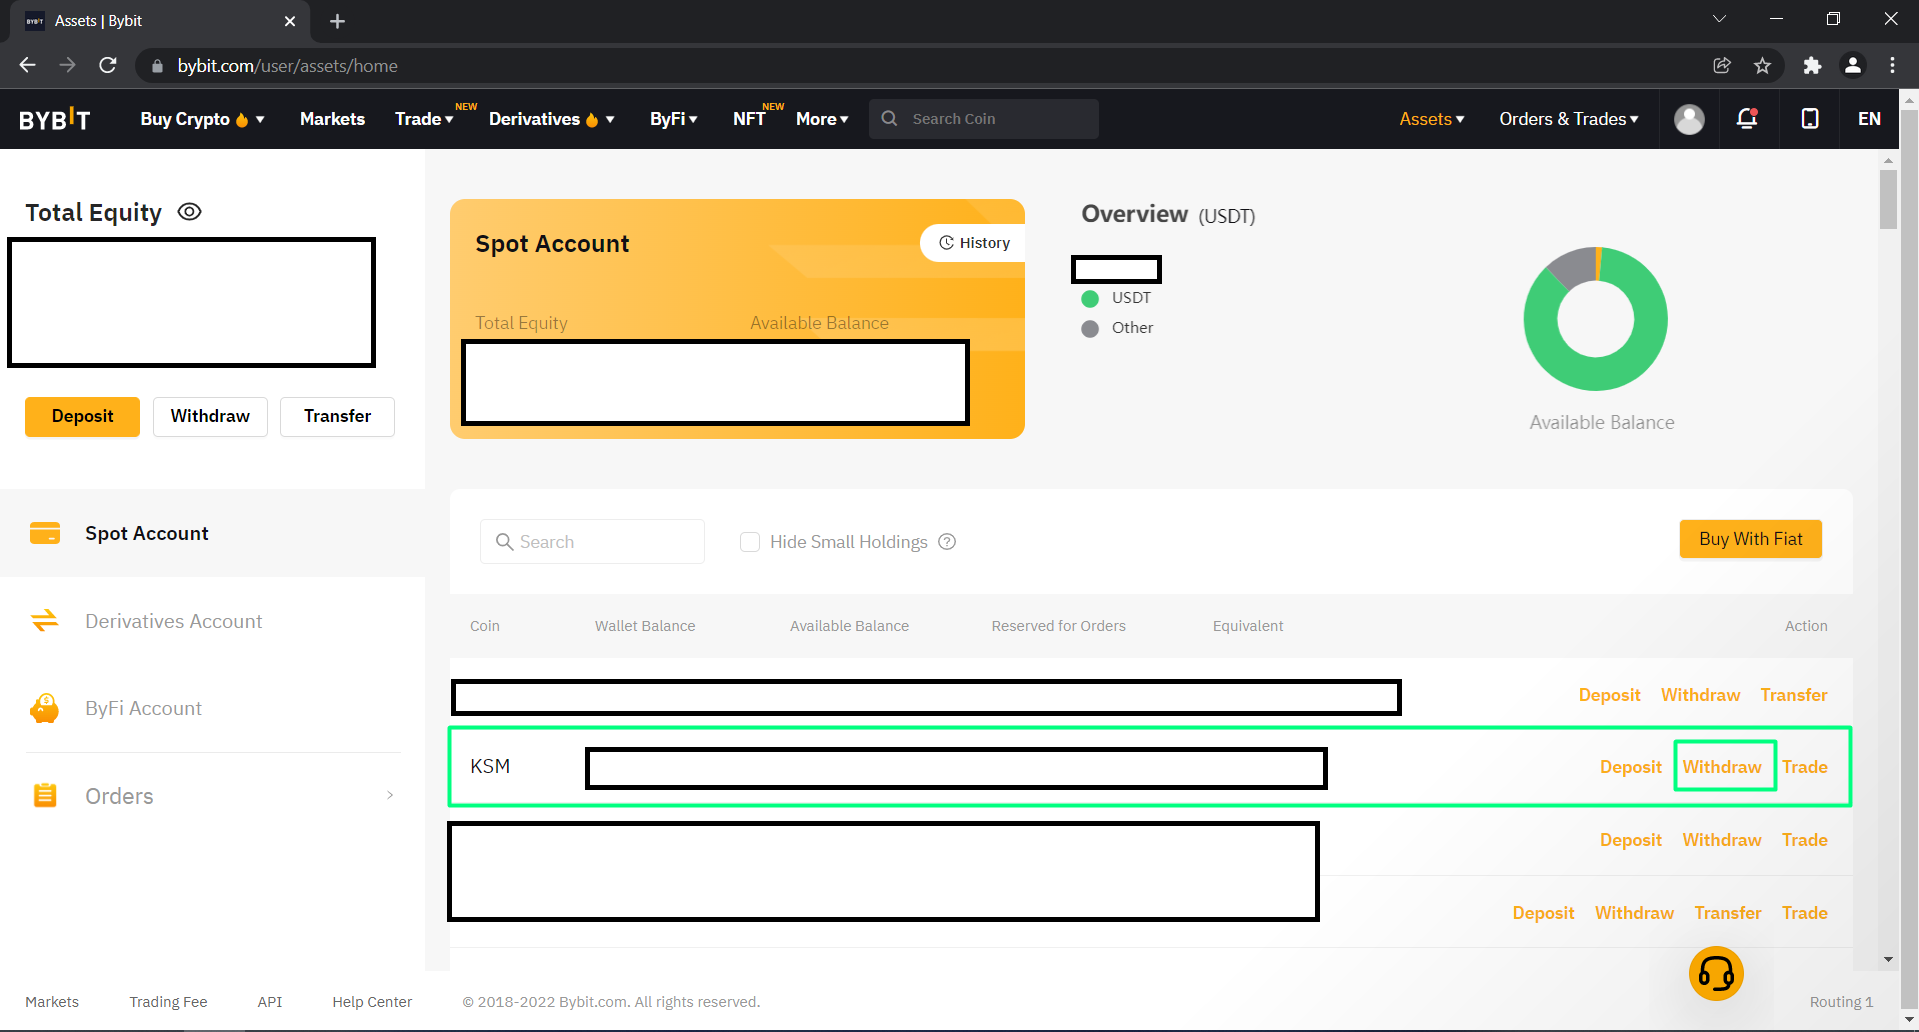 Assets | Bybit
bybit.com/user/assets/home
BYBIT Buy Crypto Markets Trade NEW Derivatives ByFi NFT NEW More Search Coin Assets Orders & Trades EN
Total Equity
Deposit Withdraw Transfer
Spot Account
Derivatives Account
ByFi Account
Orders
Spot Account
History
Total Equity Available Balance
Overview (USDT)
USDT
Other
Available Balance
Search Hide Small Holdings Buy With Fiat
Coin Wallet Balance Available Balance Reserved for Orders Equivalent Action
Deposit Withdraw Transfer
KSM Deposit Withdraw Trade
Deposit Withdraw Trade
Deposit Withdraw Transfer Trade
Markets Trading Fee API Help Center © 2018-2022 Bybit.com. All rights reserved. Routing 1